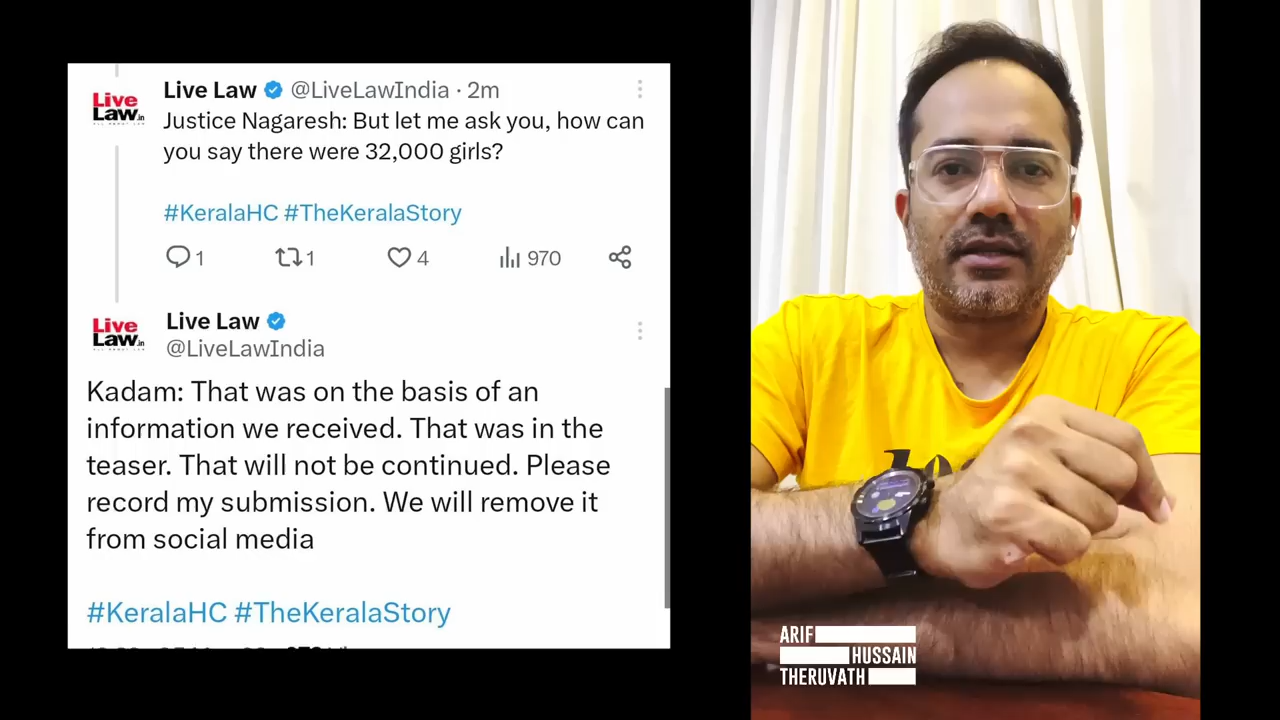 Live Law @LiveLawIndia · 2m
Live
Law.in
Justice Nagaresh: But let me ask you, how can
you say there were 32,000 girls?
#KeralaHC #TheKeralaStory
1 1 4 970
Live Law
Live
Law.in
@LiveLawIndia
Kadam: That was on the basis of an
information we received. That was in the
teaser. That will not be continued. Please
record my submission. We will remove it
from social media
#KeralaHC #TheKeralaStory
ARIF
HUSSAIN
THERUVATH